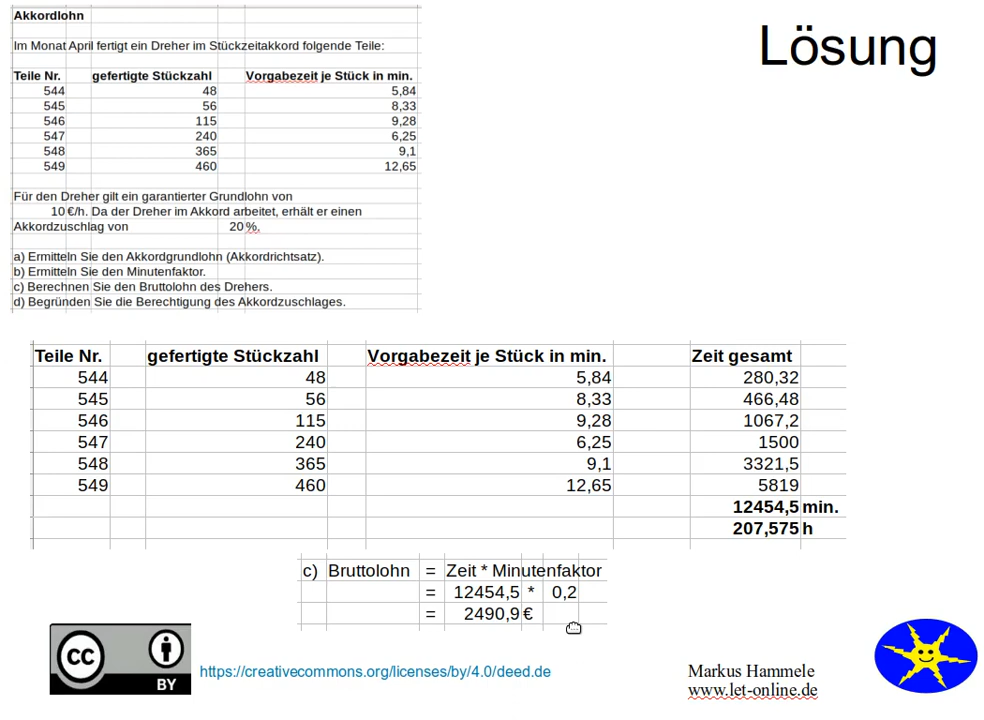 Akkordlohn
Lösung
Im Monat April fertigt ein Dreher im Stückzeitakkord folgende Teile:
Teile Nr. gefertigte Stückzahl Vorgabezeit je Stück in min.
544 48 5,84
545 56 8,33
546 115 9,28
547 240 6,25
548 365 9,1
549 460 12,65
Für den Dreher gilt ein garantierter Grundlohn von
10 €/h. Da der Dreher im Akkord arbeitet, erhält er einen
Akkordzuschlag von 20 %.
a) Ermitteln Sie den Akkordgrundlohn (Akkordrichtsatz).
b) Ermitteln Sie den Minutenfaktor.
c) Berechnen Sie den Bruttolohn des Drehers.
d) Begründen Sie die Berechtigung des Akkordzuschlages.
Teile Nr. gefertigte Stückzahl Vorgabezeit je Stück in min. Zeit gesamt
544 48 5,84 280,32
545 56 8,33 466,48
546 115 9,28 1067,2
547 240 6,25 1500
548 365 9,1 3321,5
549 460 12,65 5819
12454,5 min.
207,575 h
c) Bruttolohn = Zeit * Minutenfaktor
= 12454,5 * 0,2
= 2490,9 €
cc BY
https://creativecommons.org/licenses/by/4.0/deed.de
Markus Hammele
www.let-online.de